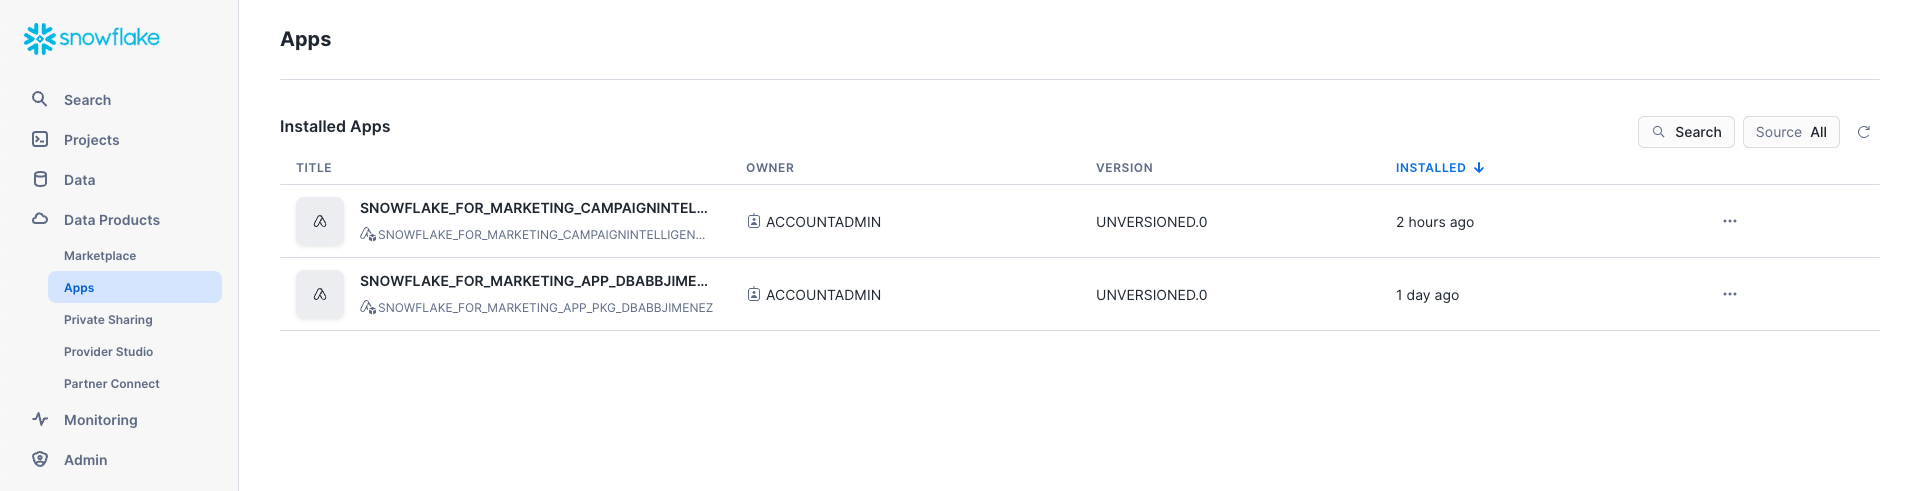 snowflake
Search
Projects
Data
Data Products
Marketplace
Apps
Private Sharing
Provider Studio
Partner Connect
Monitoring
Admin
Apps
Installed Apps
Search
Source All
TITLE OWNER VERSION INSTALLED
SNOWFLAKE_FOR_MARKETING_CAMPAIGNINTEL...
SNOWFLAKE_FOR_MARKETING_CAMPAIGNINTELLIGEN...
ACCOUNTADMIN
UNVERSIONED.0
2 hours ago
SNOWFLAKE_FOR_MARKETING_APP_DBABBJIME...
SNOWFLAKE_FOR_MARKETING_APP_PKG_DBABBJIMENEZ
ACCOUNTADMIN
UNVERSIONED.0
1 day ago